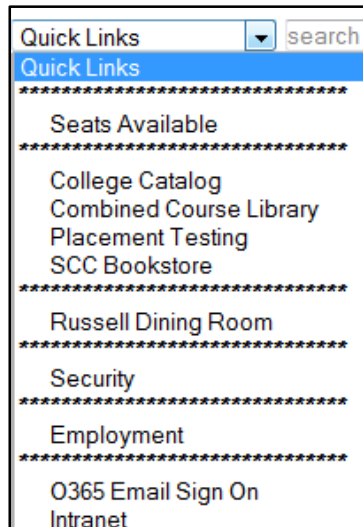 Quick Links search
Quick Links
*******************************
Seats Available
*******************************
College Catalog
Combined Course Library
Placement Testing
SCC Bookstore
*******************************
Russell Dining Room
*******************************
Security
*******************************
Employment
*******************************
O365 Email Sign On
Intranet